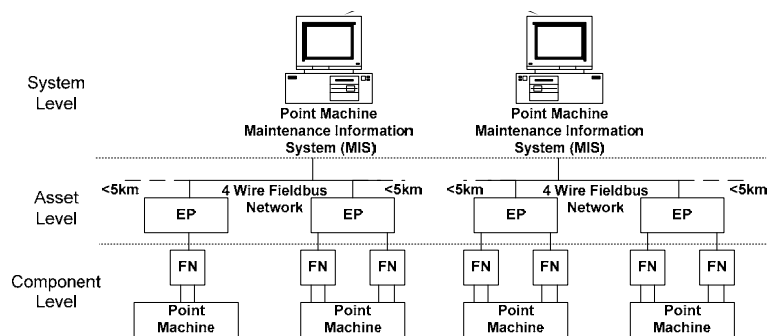 System
Level
Point Machine
Maintenance Information
System (MIS)
Point Machine
Maintenance Information
System (MIS)
Asset
Level
<5km
4 Wire Fieldbus
Network
<5km
<5km
4 Wire Fieldbus
Network
<5km
EP
EP
EP
EP
Component
Level
FN
FN
FN
FN
FN
FN
FN
Point
Machine
Point
Machine
Point
Machine
Point
Machine